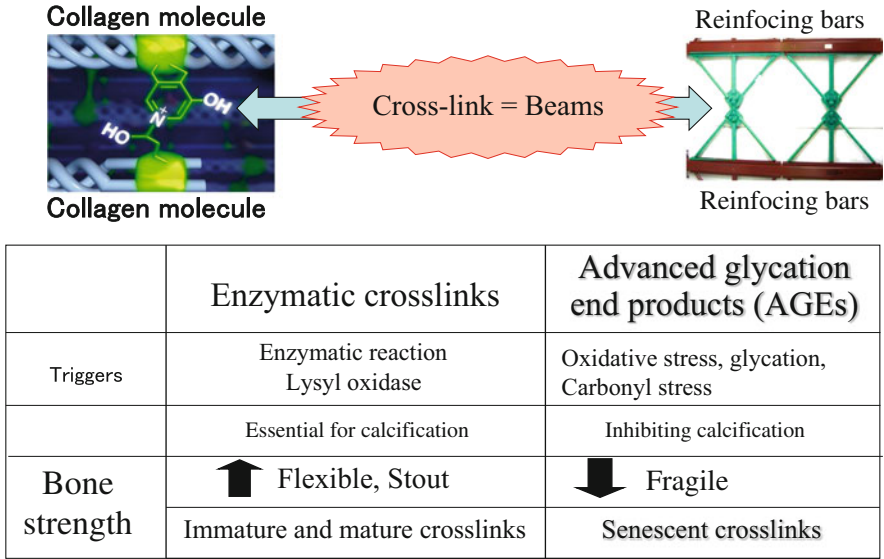 Collagen molecule
Reinfocing bars
OH
N+
HO
Cross-link = Beams
Collagen molecule
Reinfocing bars
Enzymatic crosslinks
Advanced glycation
end products (AGEs)
Triggers
Enzymatic reaction
Lysyl oxidase
Oxidative stress, glycation,
Carbonyl stress
Essential for calcification
Inhibiting calcification
Bone
strength
Flexible, Stout
Fragile
Immature and mature crosslinks
Senescent crosslinks